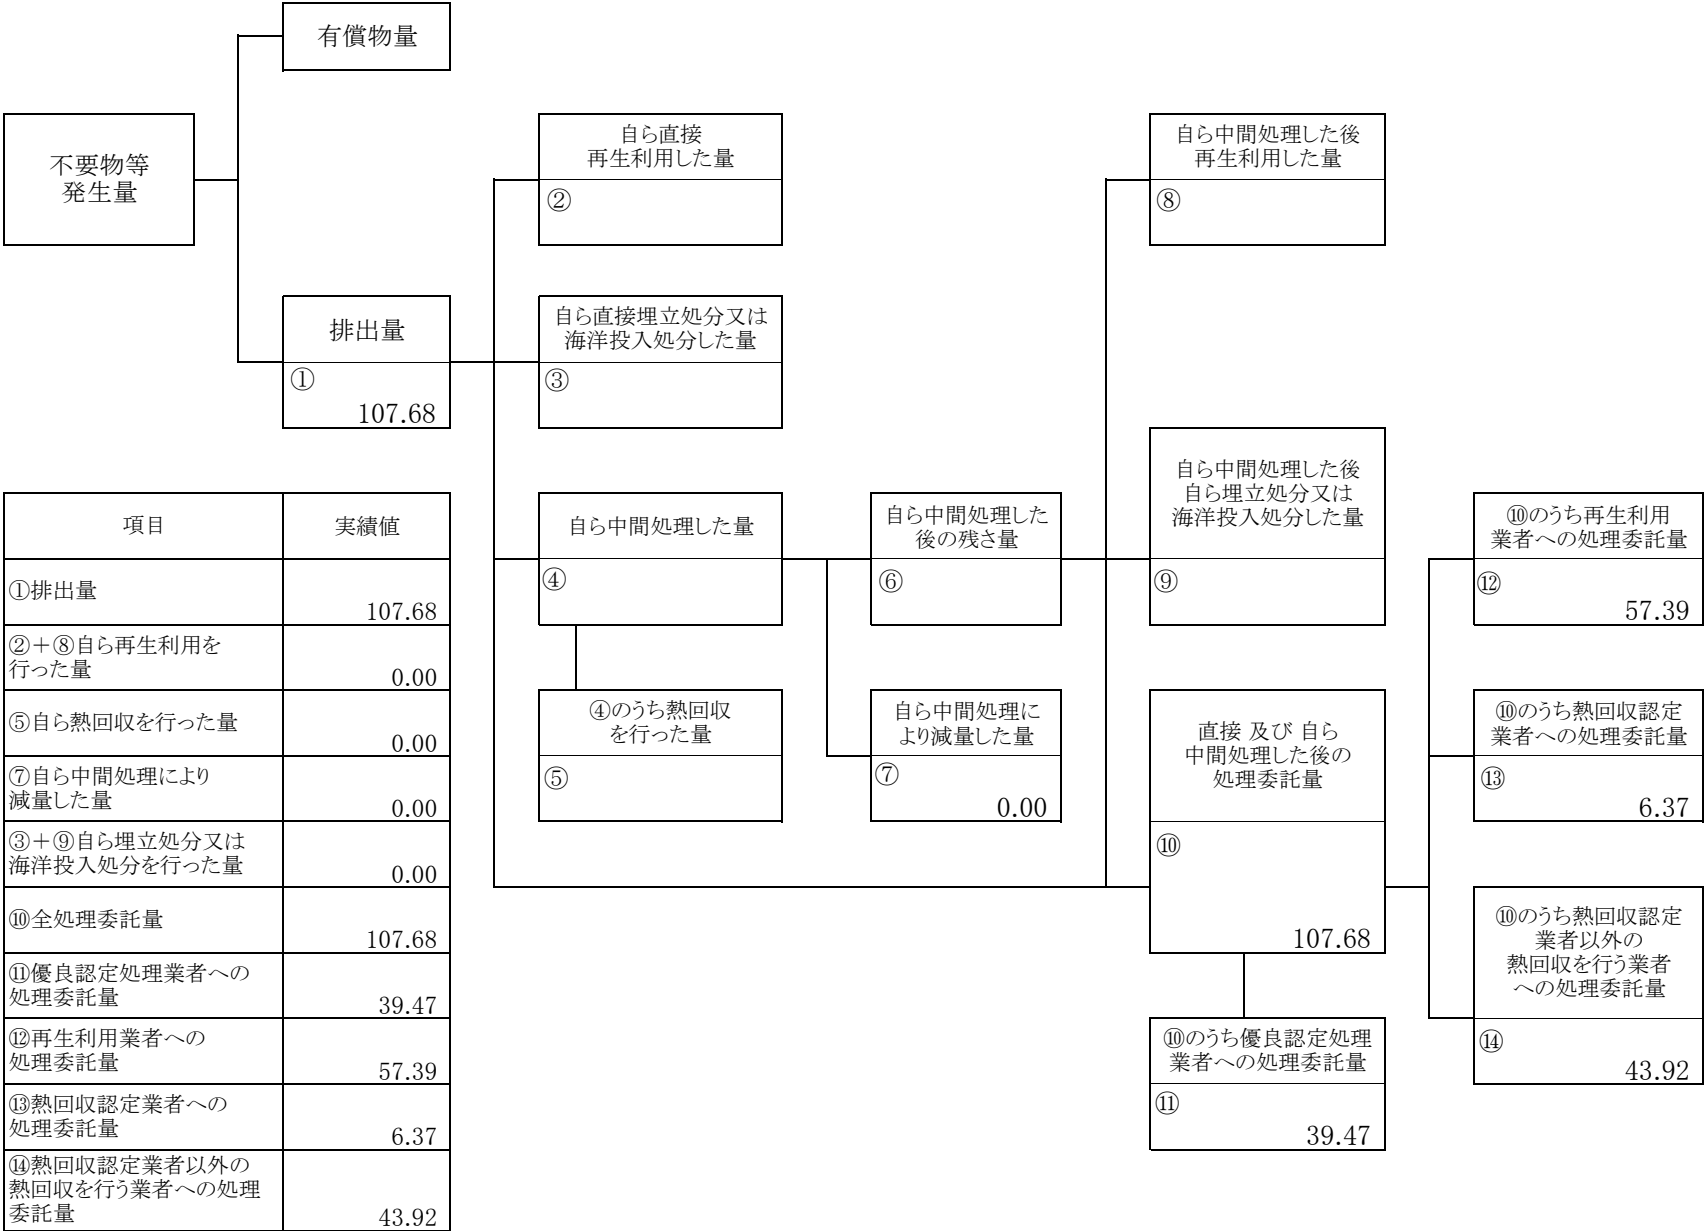 有償物量
不要物等
発生量
自ら直接
再生利用した量
②
自ら中間処理した後
再生利用した量
⑧
排出量
①
107.68
自ら直接埋立処分又は
海洋投入処分した量
③
自ら中間処理した量
④
自ら中間処理した
後の残さ量
⑥
自ら中間処理した後
自ら埋立処分又は
海洋投入処分した量
⑨
⑩のうち再生利用
業者への処理委託量
⑫
57.39
④のうち熱回収
を行った量
⑤
自ら中間処理に
より減量した量
⑦
0.00
直接 及び 自ら
中間処理した後の
処理委託量
⑩
107.68
⑩のうち熱回収認定
業者への処理委託量
⑬
6.37
⑩のうち熱回収認定
業者以外の
熱回収を行う業者
への処理委託量
⑭
43.92
⑩のうち優良認定処理
業者への処理委託量
⑪
39.47
項目 実績値
①排出量
107.68
②＋⑧自ら再生利用を
行った量
0.00
⑤自ら熱回収を行った量
0.00
⑦自ら中間処理により
減量した量
0.00
③＋⑨自ら埋立処分又は
海洋投入処分を行った量
0.00
⑩全処理委託量
107.68
⑪優良認定処理業者への
処理委託量
39.47
⑫再生利用業者への
処理委託量
57.39
⑬熱回収認定業者への
処理委託量
6.37
⑭熱回収認定業者以外の
熱回収を行う業者への処理
委託量
43.92